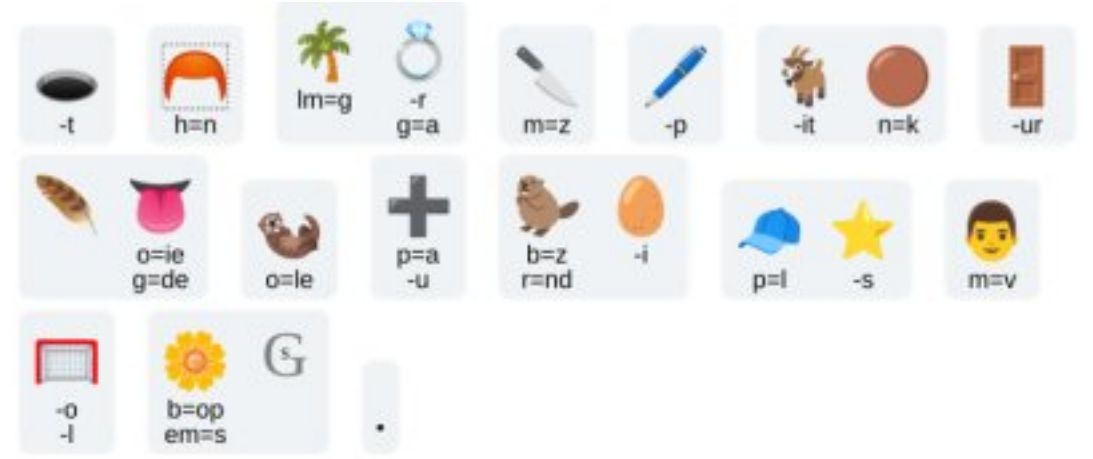 -t h=n lm=g -r g=a m=z -p -it n=k -ur
o=ie g=de o=le p=a -u b=z r=nd -i p=l -s m=v
-o -l b=op em=s G s .